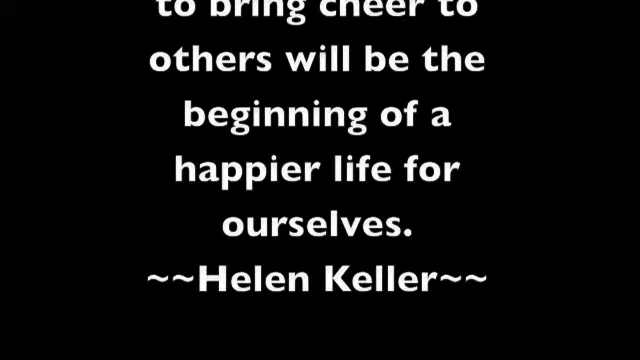 to bring cheer to
others will be the
beginning of a
happier life for
ourselves.
~~Helen Keller~~